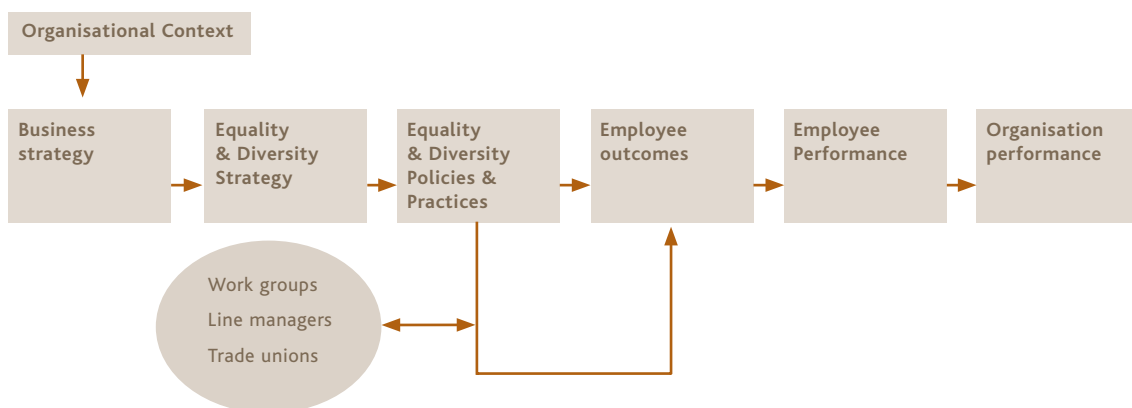 Organisational Context
Business
strategy
Equality
& Diversity
Strategy
Equality
& Diversity
Policies &
Practices
Employee
outcomes
Employee
Performance
Organisation
performance
Work groups
Line managers
Trade unions